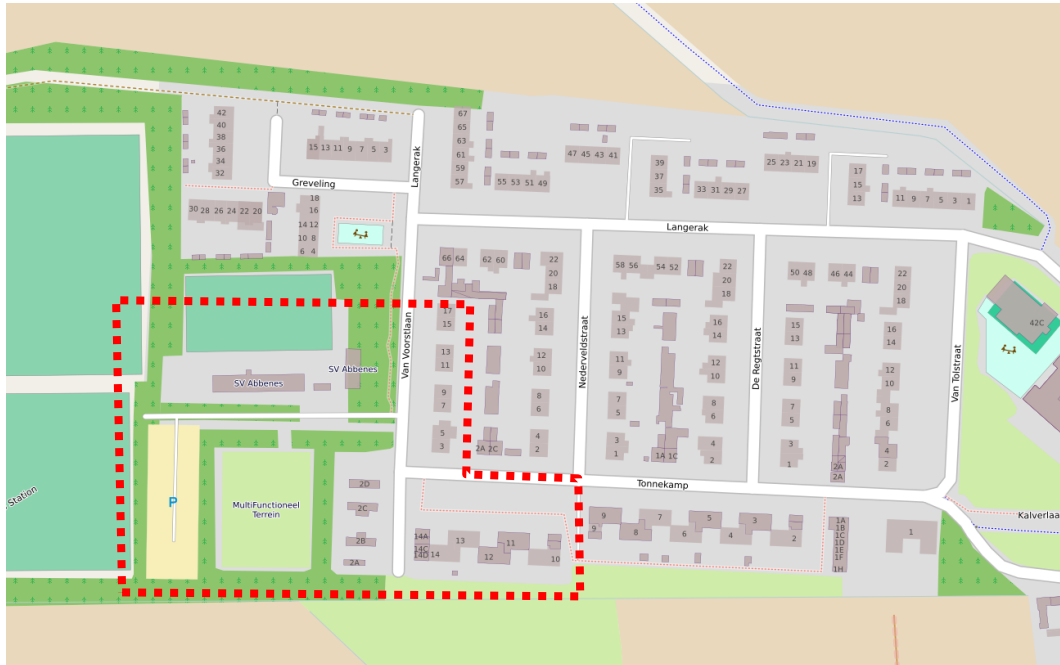 67
65
63
61
59
57
42
40
38
36
34
32
15 13 11 9 7 5 3
Greveling
Langerak
47 45 43 41
55 53 51 49
39
37
35
33 31 29 27
25 23 21 19
17
15
13
11 9 7 5 3 1
30 28 26 24 22 20
18
16
14 12
10 8
6 4
Langerak
66 64
62 60
22
20
18
58 56
54 52
22
20
18
50 48
46 44
22
20
18
42C
17
15
16
14
15
13
16
14
15
13
16
14
Van Voorstlaan
Nederveldstraat
De Regtstraat
Van Tolstraat
SV Abbenes
SV Abbenes
13
11
12
10
11
9
12
10
11
9
12
10
9
7
8
6
7
5
8
6
7
5
8
6
5
3
2A 2C
4
2
3
1
1A 1C
4
2
3
1
2A
2A
4
2
Station
P
MultiFunctioneel
Terrein
2D
2C
2B
2A
Tonnekamp
Kalverlaa
14A
14C
14D 14
13
12
11
10
9
9
8
7
6
5
4
3
2
1A
1B
1C
1D
1E
1F
1H
1